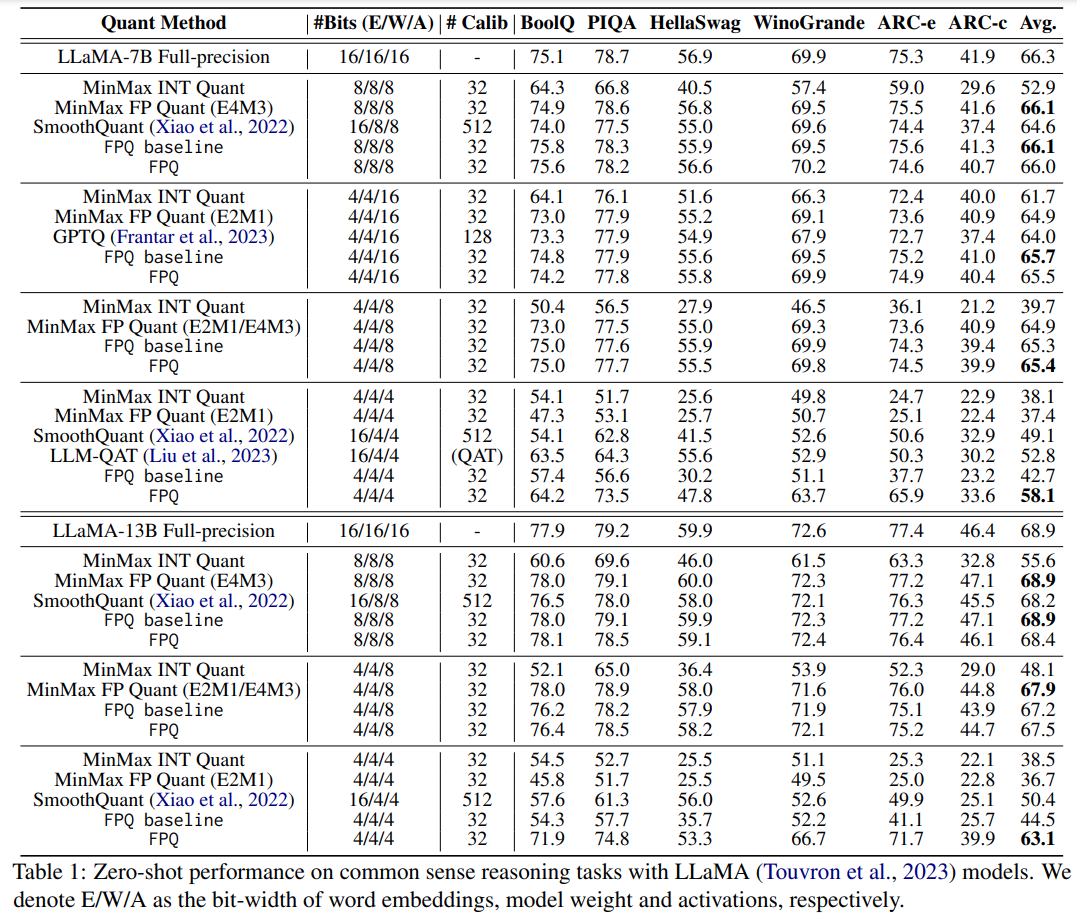 Quant Method #Bits (E/W/A) # Calib BoolQ PIQA HellaSwag WinoGrande ARC-e ARC-c Avg.
LLaMA-7B Full-precision 16/16/16 - 75.1 78.7 56.9 69.9 75.3 41.9 66.3
MinMax INT Quant 8/8/8 32 64.3 66.8 40.5 57.4 59.0 29.6 52.9
MinMax FP Quant (E4M3) 8/8/8 32 74.9 78.6 56.8 69.5 75.5 41.6 66.1
SmoothQuant (Xiao et al., 2022) 16/8/8 512 74.0 77.5 55.0 69.6 74.4 37.4 64.6
FPQ baseline 8/8/8 32 75.8 78.3 55.9 69.5 75.6 41.3 66.1
FPQ 8/8/8 32 75.6 78.2 56.6 70.2 74.6 40.7 66.0
MinMax INT Quant 4/4/16 32 64.1 76.1 51.6 66.3 72.4 40.0 61.7
MinMax FP Quant (E2M1) 4/4/16 32 73.0 77.9 55.2 69.1 73.6 40.9 64.9
GPTQ (Frantar et al., 2023) 4/4/16 128 73.3 77.9 54.9 67.9 72.7 37.4 64.0
FPQ baseline 4/4/16 32 74.8 77.9 55.6 69.5 75.2 41.0 65.7
FPQ 4/4/16 32 74.2 77.8 55.8 69.9 74.9 40.4 65.5
MinMax INT Quant 4/4/8 32 50.4 56.5 27.9 46.5 36.1 21.2 39.7
MinMax FP Quant (E2M1/E4M3) 4/4/8 32 73.0 77.5 55.0 69.3 73.6 40.9 64.9
FPQ baseline 4/4/8 32 75.0 77.6 55.9 69.9 74.3 39.4 65.3
FPQ 4/4/8 32 75.0 77.7 55.5 69.8 74.5 39.9 65.4
MinMax INT Quant 4/4/4 32 54.1 51.7 25.6 49.8 24.7 22.9 38.1
MinMax FP Quant (E2M1) 4/4/4 32 47.3 53.1 25.7 50.7 25.1 22.4 37.4
SmoothQuant (Xiao et al., 2022) 16/4/4 512 54.1 62.8 41.5 52.6 50.6 32.9 49.1
LLM-QAT (Liu et al., 2023) 16/4/4 (QAT) 63.5 64.3 55.6 52.9 50.3 30.2 52.8
FPQ baseline 4/4/4 32 57.4 56.6 30.2 51.1 37.7 23.2 42.7
FPQ 4/4/4 32 64.2 73.5 47.8 63.7 65.9 33.6 58.1
LLaMA-13B Full-precision 16/16/16 - 77.9 79.2 59.9 72.6 77.4 46.4 68.9
MinMax INT Quant 8/8/8 32 60.6 69.6 46.0 61.5 63.3 32.8 55.6
MinMax FP Quant (E4M3) 8/8/8 32 78.0 79.1 60.0 72.3 77.2 47.1 68.9
SmoothQuant (Xiao et al., 2022) 16/8/8 512 76.5 78.0 58.0 72.1 76.3 45.5 68.2
FPQ baseline 8/8/8 32 78.0 79.1 59.9 72.3 77.2 47.1 68.9
FPQ 8/8/8 32 78.1 78.5 59.1 72.4 76.4 46.1 68.4
MinMax INT Quant 4/4/8 32 52.1 65.0 36.4 53.9 52.3 29.0 48.1
MinMax FP Quant (E2M1/E4M3) 4/4/8 32 78.0 78.9 58.0 71.6 76.0 44.8 67.9
FPQ baseline 4/4/8 32 76.2 78.2 57.9 71.9 75.1 43.9 67.2
FPQ 4/4/8 32 76.4 78.5 58.2 72.1 75.2 44.7 67.5
MinMax INT Quant 4/4/4 32 54.5 52.7 25.5 51.1 25.3 22.1 38.5
MinMax FP Quant (E2M1) 4/4/4 32 45.8 51.7 25.5 49.5 25.0 22.8 36.7
SmoothQuant (Xiao et al., 2022) 16/4/4 512 57.6 61.3 56.0 52.6 49.9 25.1 50.4
FPQ baseline 4/4/4 32 54.3 57.7 35.7 52.2 41.1 25.7 44.5
FPQ 4/4/4 32 71.9 74.8 53.3 66.7 71.7 39.9 63.1
Table 1: Zero-shot performance on common sense reasoning tasks with LLaMA (Touvron et al., 2023) models. We
denote E/W/A as the bit-width of word embeddings, model weight and activations, respectively.